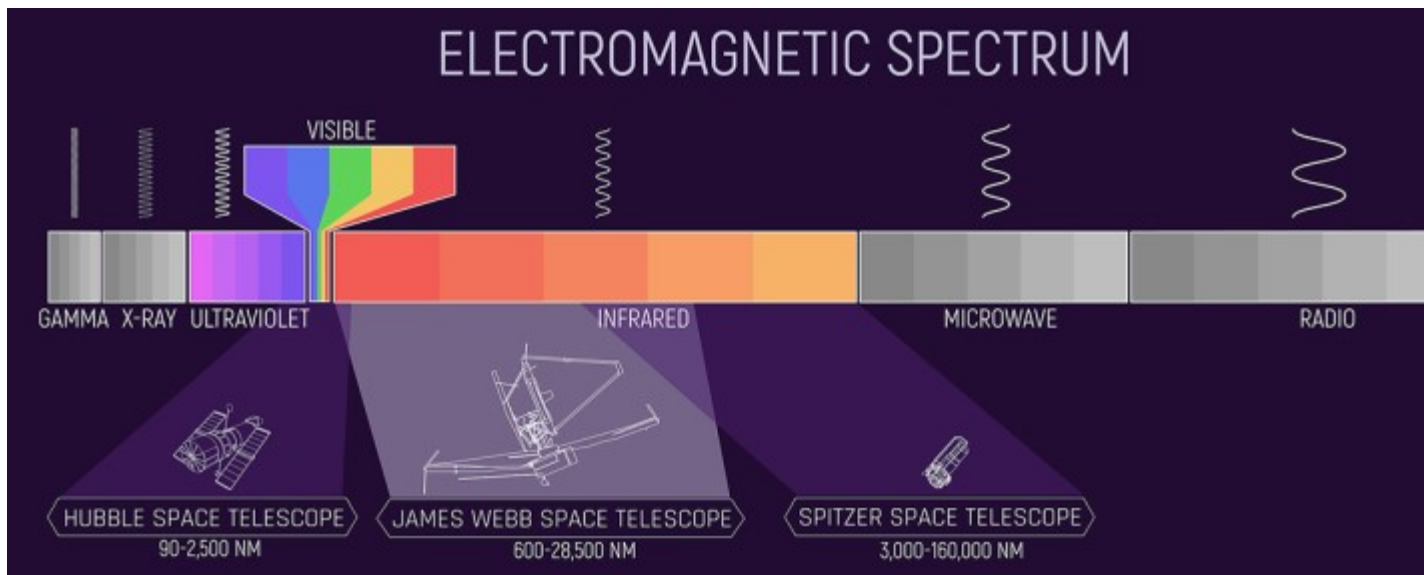 ELECTROMAGNETIC SPECTRUM
VISIBLE
GAMMA X-RAY ULTRAVIOLET INFRARED MICROWAVE RADIO
HUBBLE SPACE TELESCOPE
90-2,500 NM
JAMES WEBB SPACE TELESCOPE
600-28,500 NM
SPITZER SPACE TELESCOPE
3,000-160,000 NM